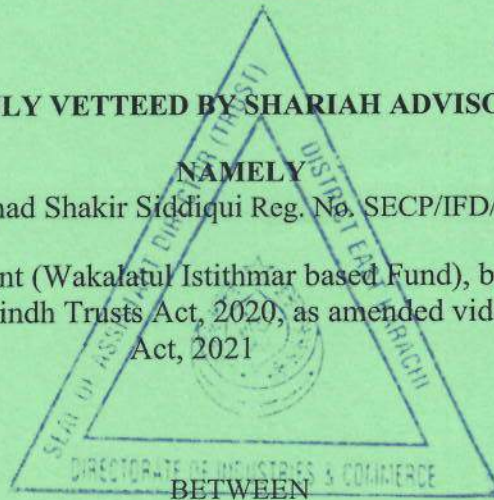 LY VETTEED BY SHARIAH ADVISO
NAMELY
nad Shakir Siddiqui Reg. No. SECP/IFD/
nt (Wakalatul Istithmar based Fund), b
indh Trusts Act, 2020, as amended vid
Act, 2021
SEAL OF ASSISTANT DIRECTOR (TRUST)
DISTRICT EAST KARACHI
DIRECTORATE OF INDUSTRIES & COMMERCE
BETWEEN